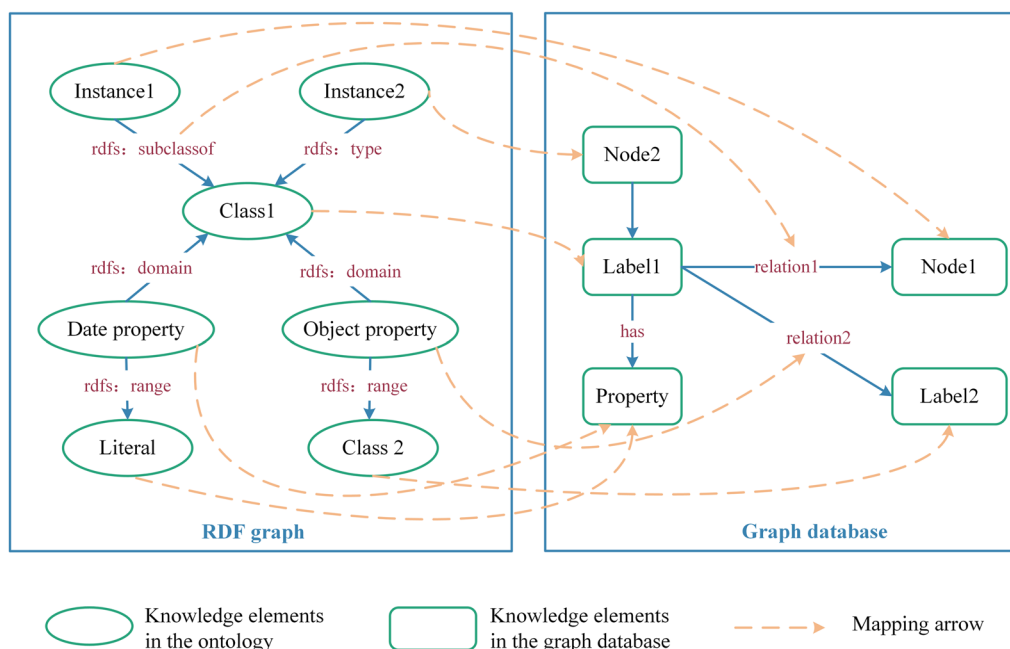 Instance1
Instance2
rdfs：subclassof
rdfs：type
Class1
rdfs：domain
rdfs：domain
Date property
Object property
rdfs：range
rdfs：range
Literal
Class 2
RDF graph
Node2
Label1
relation1
Node1
has
relation2
Property
Label2
Graph database
Knowledge elements
in the ontology
Knowledge elements
in the graph database
Mapping arrow